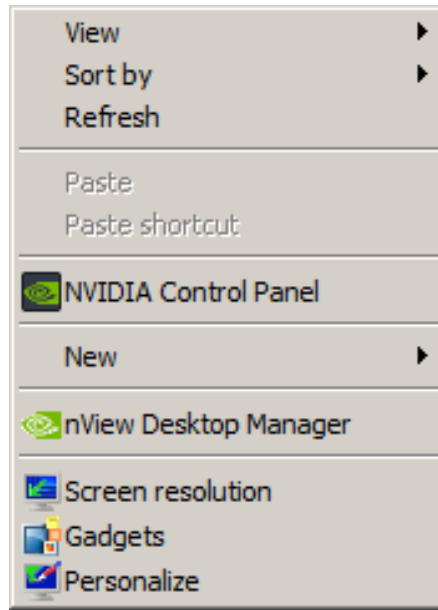 View
Sort by
Refresh
Paste
Paste shortcut
NVIDIA Control Panel
New
nView Desktop Manager
Screen resolution
Gadgets
Personalize